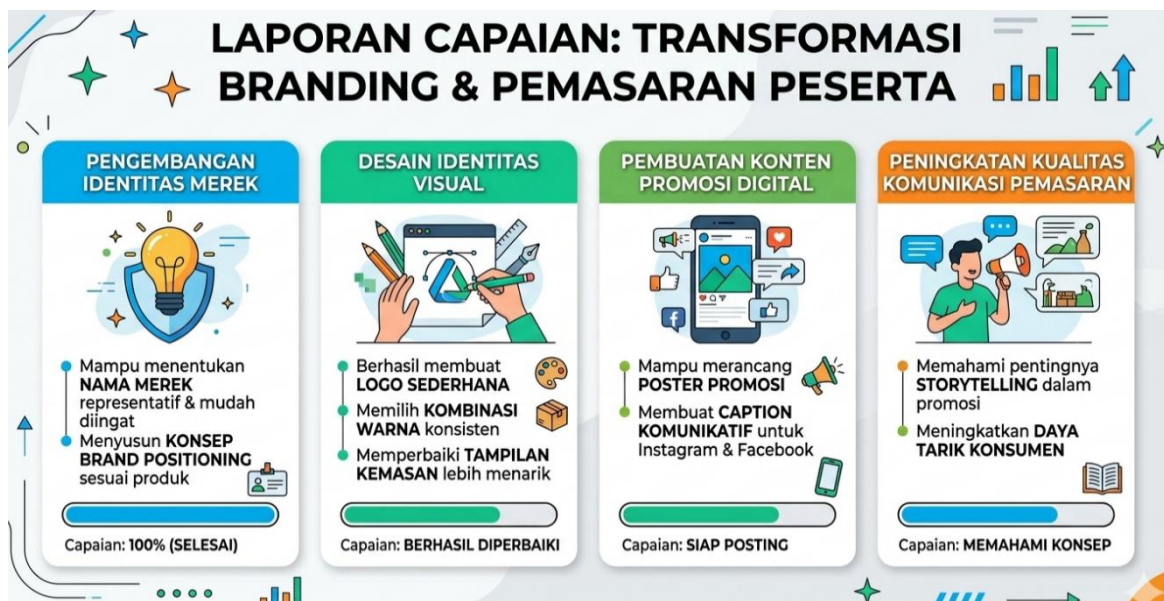 LAPORAN CAPAIAN: TRANSFORMASI
BRANDING & PEMASARAN PESERTA
PENGEMBANGAN
IDENTITAS MEREK
Mampu menentukan
NAMA MEREK
representatif & mudah
diingat
Menyusun KONSEP
BRAND POSITIONING
sesuai produk
Capaian: 100% (SELESAI)
DESAIN IDENTITAS
VISUAL
Berhasil membuat
LOGO SEDERHANA
Memilih KOMBINASI
WARNA konsisten
Memperbaiki TAMPILAN
KEMASAN lebih menarik
Capaian: BERHASIL DIPERBAIKI
PEMBUATAN KONTEN
PROMOSI DIGITAL
Mampu merancang
POSTER PROMOSI
Membuat CAPTION
KOMUNIKATIF untuk
Instagram & Facebook
Capaian: SIAP POSTING
PENINGKATAN KUALITAS
KOMUNIKASI PEMASARAN
Memahami pentingnya
STORYTELLING dalam
promosi
Meningkatkan DAYA
TARIK KONSUMEN
Capaian: MEMAHAMI KONSEP